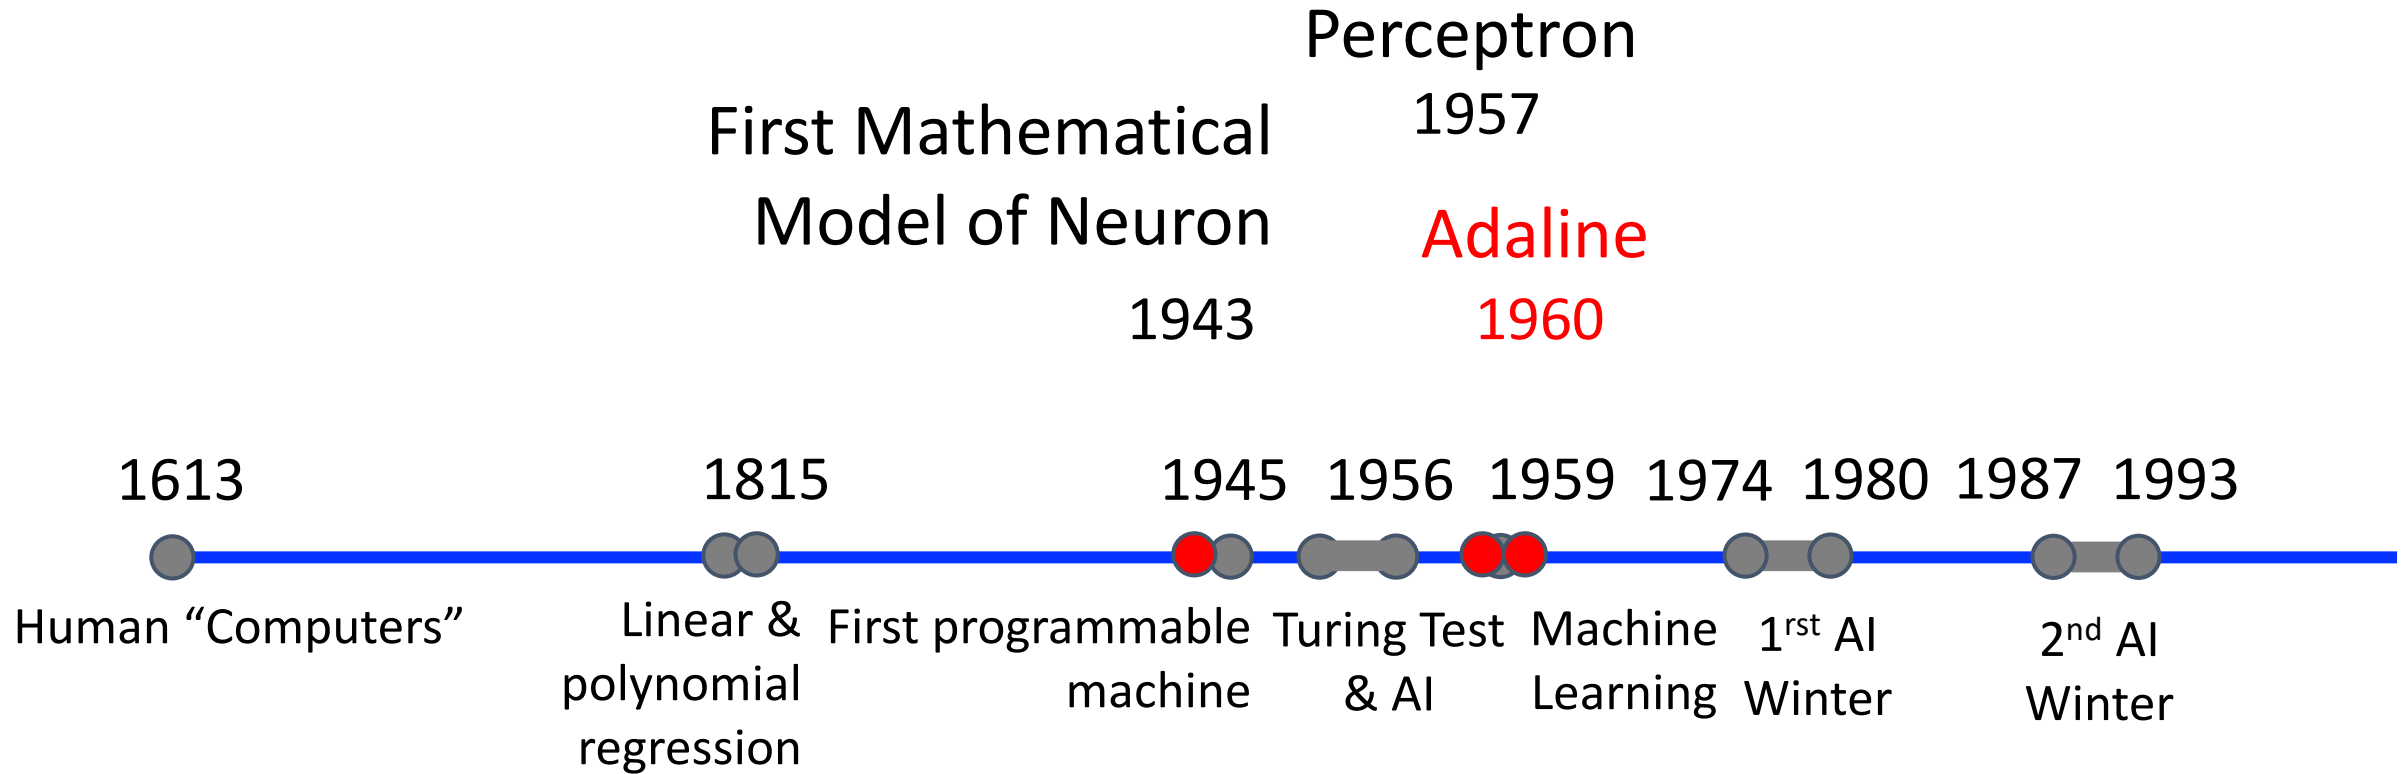 Perceptron
1957
First Mathematical
Model of Neuron
1943
Adaline
1960
1613
1815
1945
1956
1959
1974
1980
1987
1993
Human “Computers”
Linear &
polynomial
regression
First programmable
machine
Turing Test
& AI
Machine
Learning
1rst AI
Winter
2nd AI
Winter